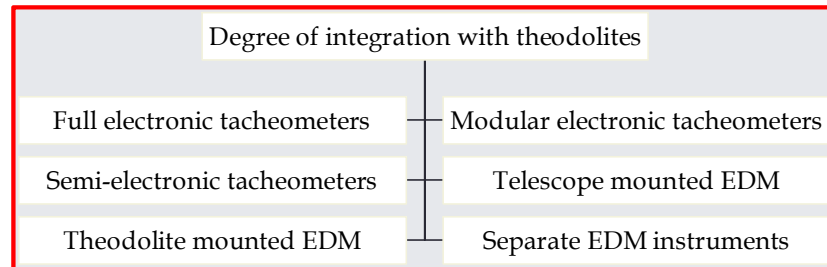 Degree of integration with theodolites
Full electronic tacheometers
Modular electronic tacheometers
Semi-electronic tacheometers
Telescope mounted EDM
Theodolite mounted EDM
Separate EDM instruments